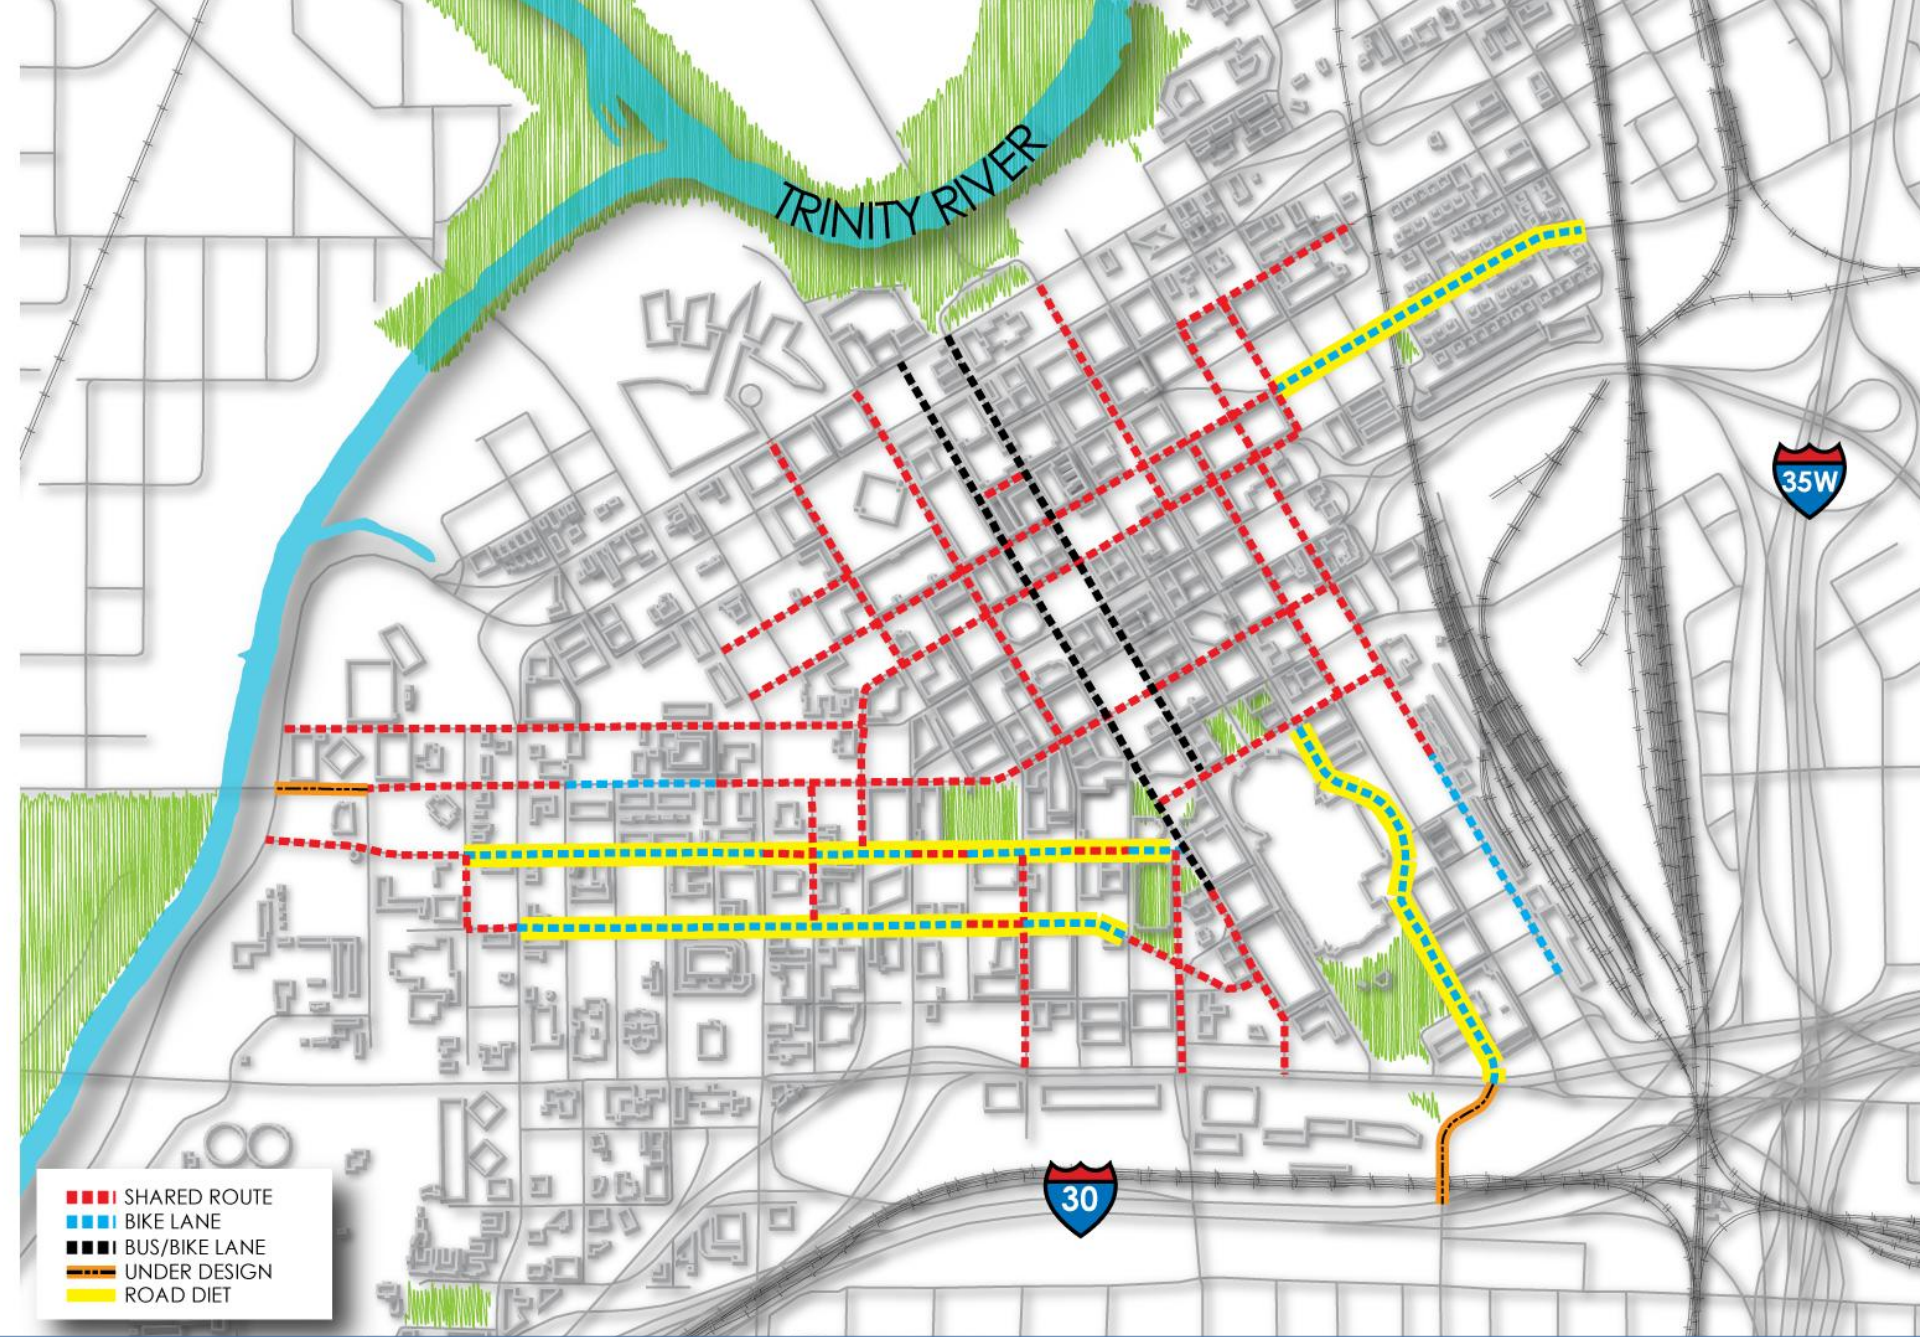 TRINITY RIVER
35W
30
SHARED ROUTE
BIKE LANE
BUS/BIKE LANE
UNDER DESIGN
ROAD DIET